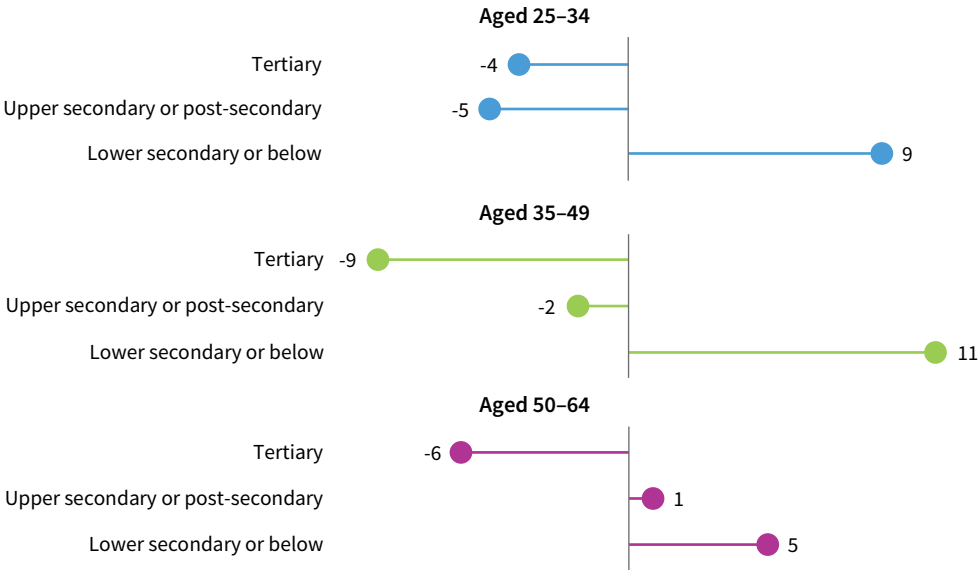 Aged 25–34
Tertiary -4
Upper secondary or post-secondary -5
Lower secondary or below 9
Aged 35–49
Tertiary -9
Upper secondary or post-secondary -2
Lower secondary or below 11
Aged 50–64
Tertiary -6
Upper secondary or post-secondary 1
Lower secondary or below 5